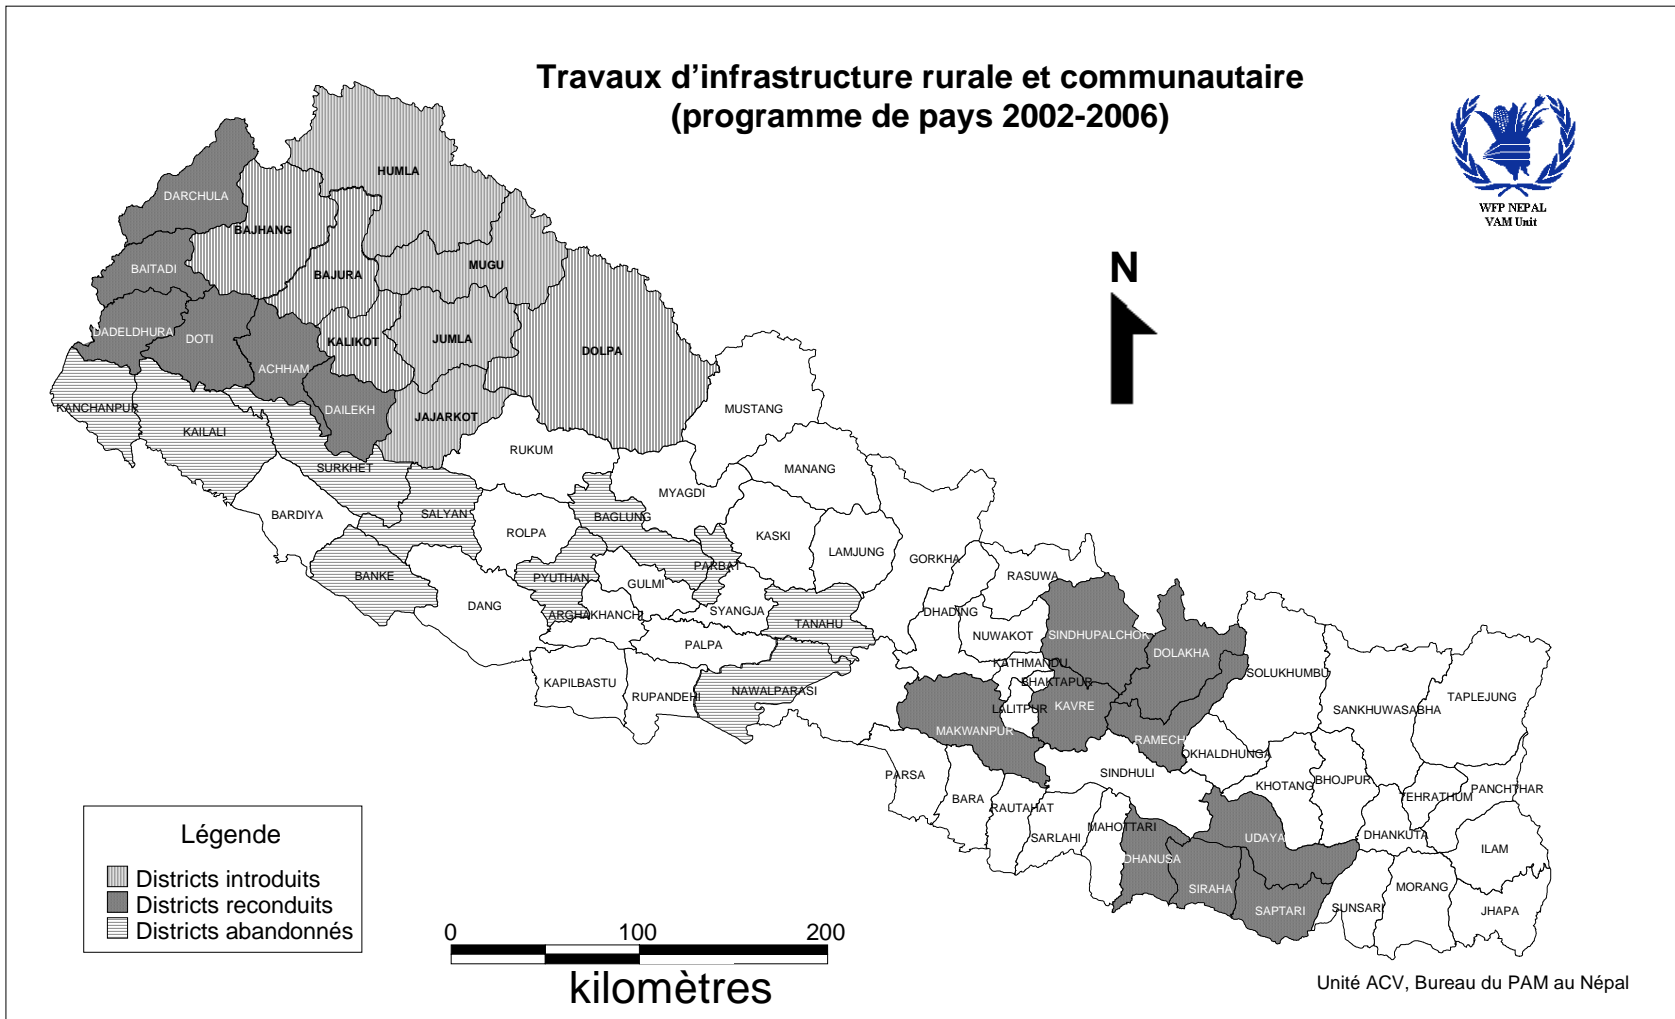 Travaux d’infrastructure rurale et communautaire
(programme de pays 2002-2006)
WFP NEPAL
VAM Unit
N
HUMLA
DARCHULA
BAJHANG
BAITADI
BAJURA
MUGU
DADELDHURA
DOTI
KALIKOT
JUMLA
DOLPA
ACHHAM
KANCHANPUR
DAILEKH
JAJARKOT
MUSTANG
KAILALI
RUKUM
SURKHET
MANANG
MYAGDI
BARDIYA
SALYAN
BAGLUNG
ROLPA
KASKI
LAMJUNG
GORKHA
PARBAT
RASUWA
BANKE
PYUTHAN
GULMI
DANG
ARGHAKHANCHI
SYANGJA
DHADING
TANAHU
NUWAKOT
SINDHUPALCHOK
PALPA
DOLAKHA
KATHMANDU
SOLUKHUMBU
KAPILBASTU
RUPANDEHI
NAWALPARASI
BHAKTAPUR
TAPLEJUNG
LALITPUR
KAVRE
SANKHUWASABHA
MAKWANPUR
RAMECH
OKHALDHUNGA
PARSA
SINDHULI
KHOTANG
BHOJPUR
PANCHTHAR
BARA
TEHRATHUM
RAUTAHAT
MAHOTTARI
SARLAHI
UDAYA
DHANKUTA
ILAM
DHANUSA
SIRAHA
MORANG
SAPTARI
SUNSARI
JHAPA
Légende
Districts introduits
Districts reconduits
Districts abandonnés
0 100 200
kilomètres
Unité ACV, Bureau du PAM au Népal